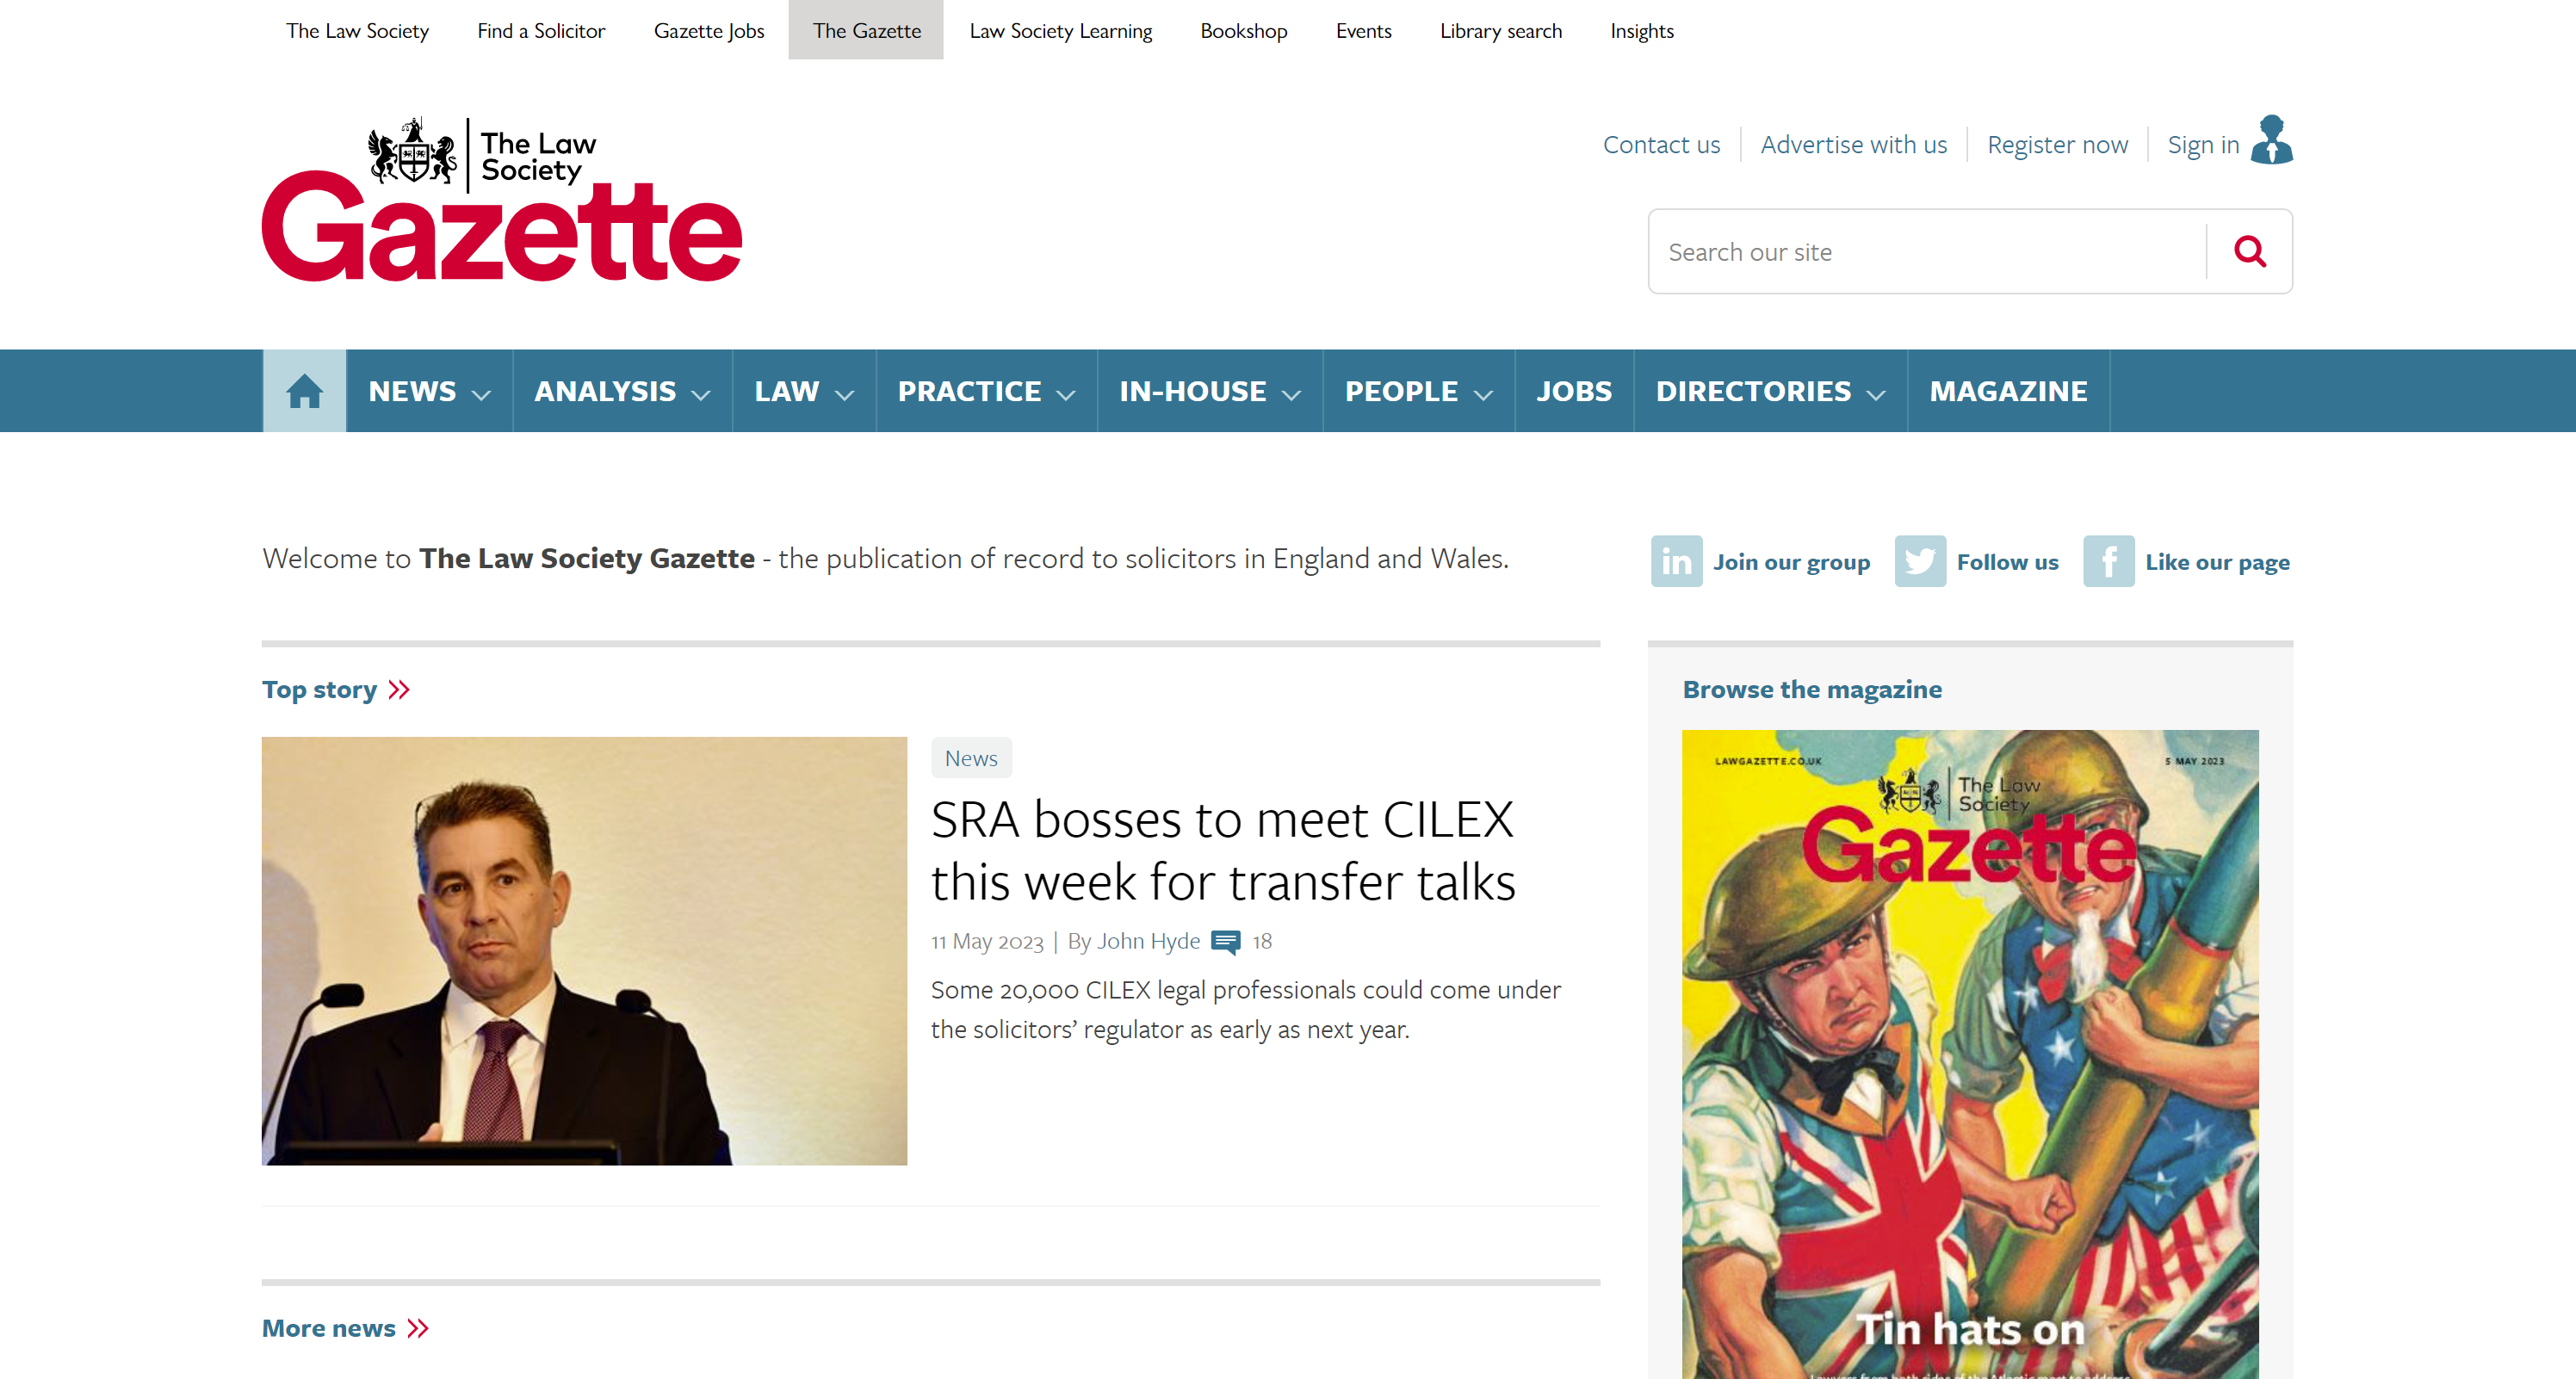 The Law Society Find a Solicitor Gazette Jobs The Gazette Law Society Learning Bookshop Events Library search Insights
The Law
Society
Gazette
Contact us Advertise with us Register now Sign in
Search our site
NEWS ANALYSIS LAW PRACTICE IN-HOUSE PEOPLE JOBS DIRECTORIES MAGAZINE
Welcome to The Law Society Gazette - the publication of record to solicitors in England and Wales.
in Join our group Follow us f Like our page
Top story
News
SRA bosses to meet CILEX
this week for transfer talks
11 May 2023 | By John Hyde 18
Some 20,000 CILEX legal professionals could come under
the solicitors’ regulator as early as next year.
More news
Browse the magazine
LAWGAZETTE.CO.UK 5 MAY 2023
The Law
Society
Gazette
Tin hats on